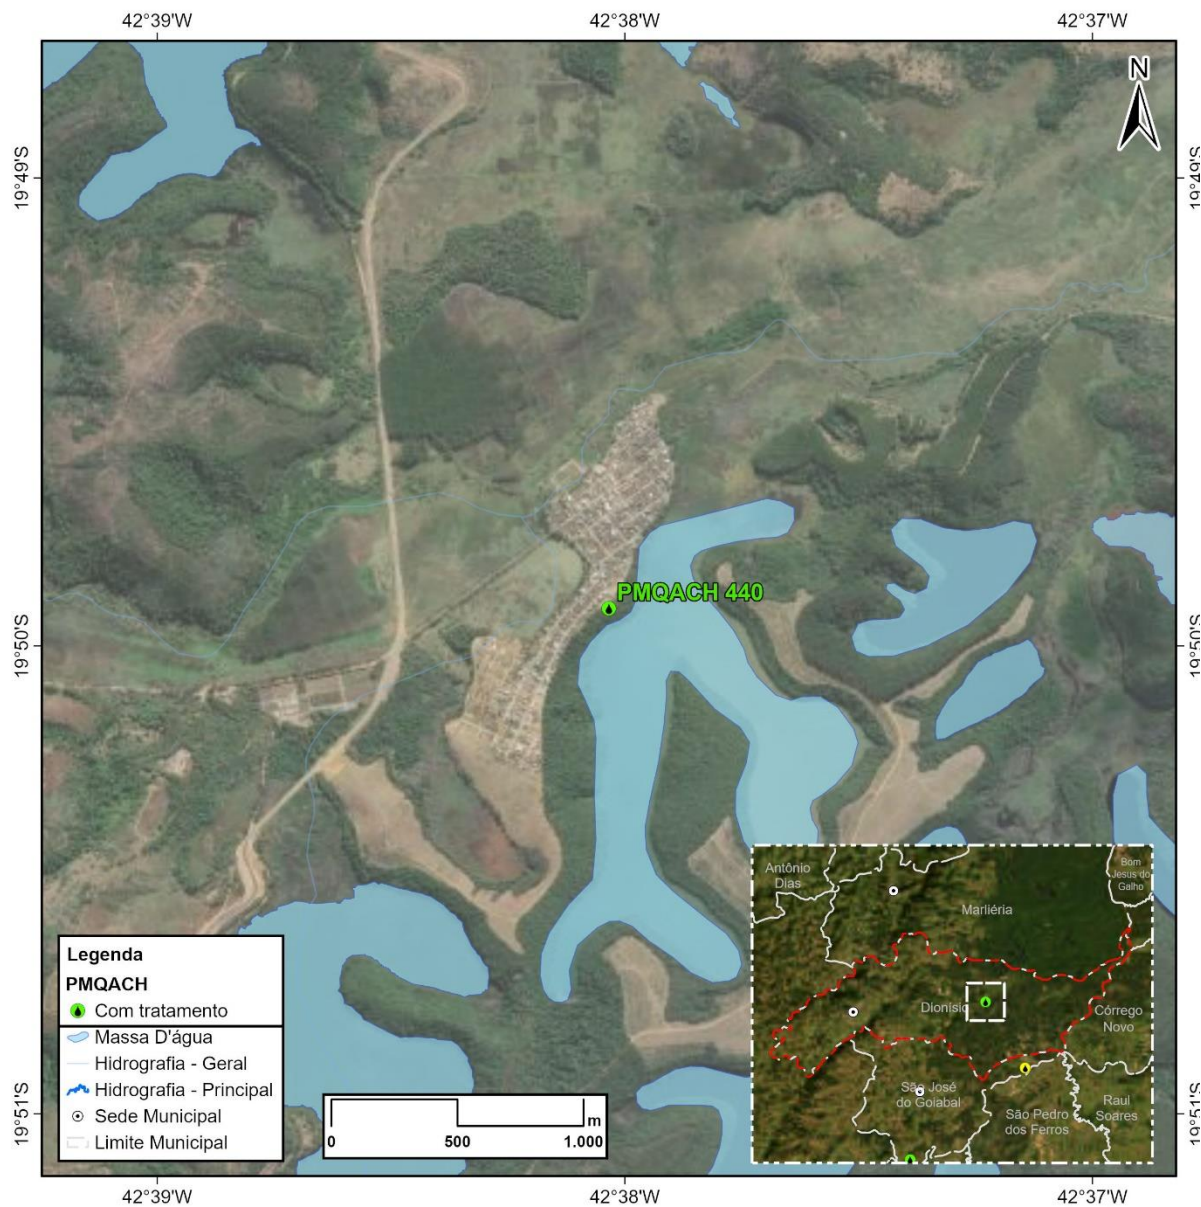 42°39'W
42°38'W
42°37'W
N
19°49'S
19°49'S
PMQACH 440
19°50'S
19°50'S
Antônio
Dias
Bom
Jesus do
Galho
Marliéria
Dionísio
Córrego
Novo
São José
do Goiabal
São Pedro
dos Ferros
Raul
Soares
Legenda
PMQACH
Com tratamento
Massa D'água
Hidrografia - Geral
Hidrografia - Principal
Sede Municipal
Limite Municipal
m
0
500
1.000
19°51'S
19°51'S
42°39'W
42°38'W
42°37'W